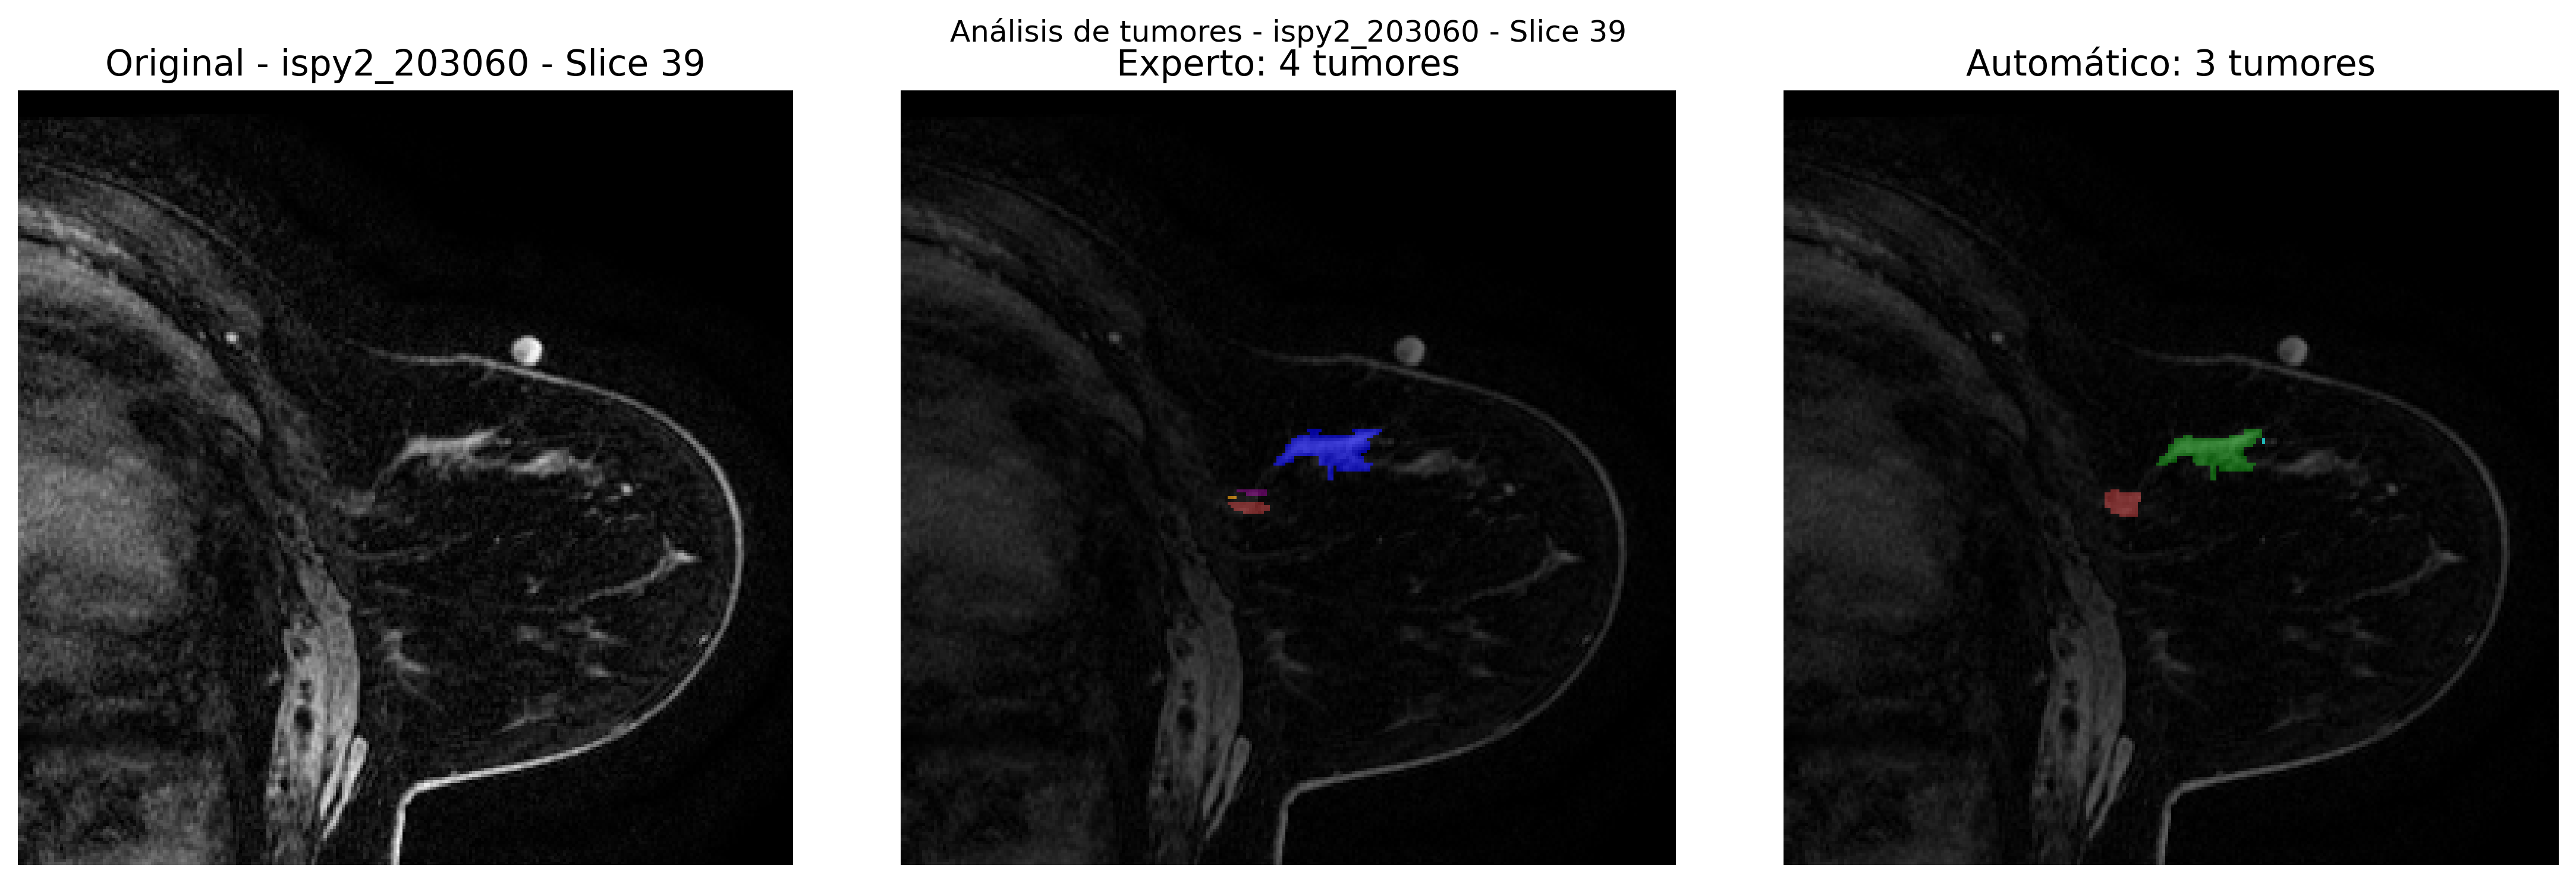 Análisis de tumores - ispy2_203060 - Slice 39
Original - ispy2_203060 - Slice 39
Experto: 4 tumores
Automático: 3 tumores